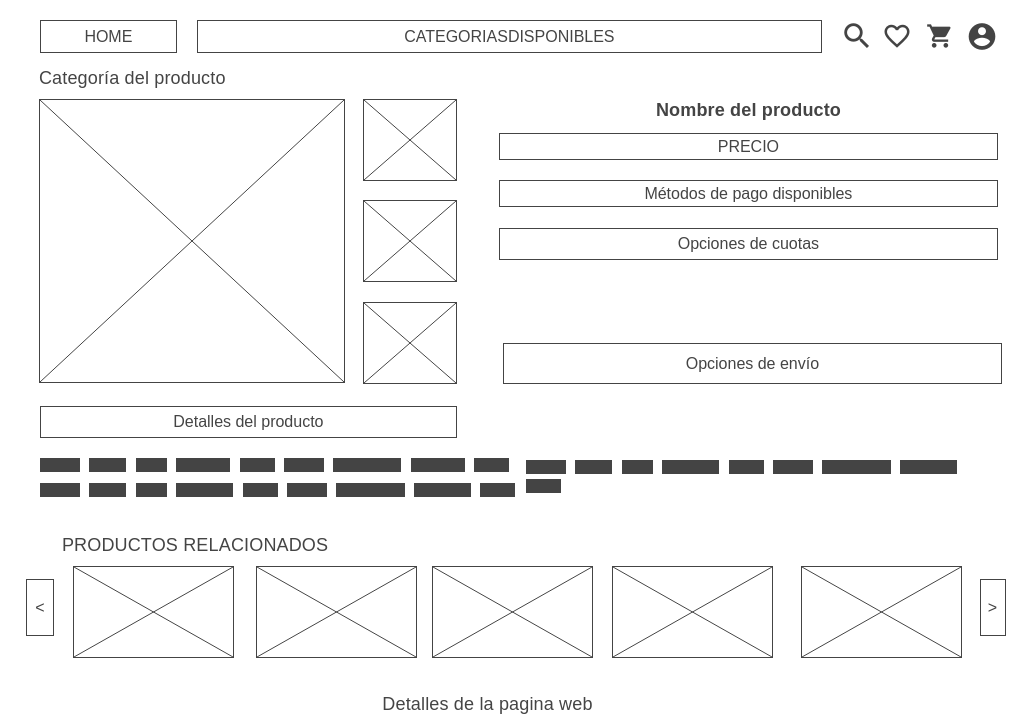 HOME
CATEGORIASDISPONIBLES
Categoría del producto
Nombre del producto
PRECIO
Métodos de pago disponibles
Opciones de cuotas
Opciones de envío
Detalles del producto
PRODUCTOS RELACIONADOS
<
>
Detalles de la pagina web